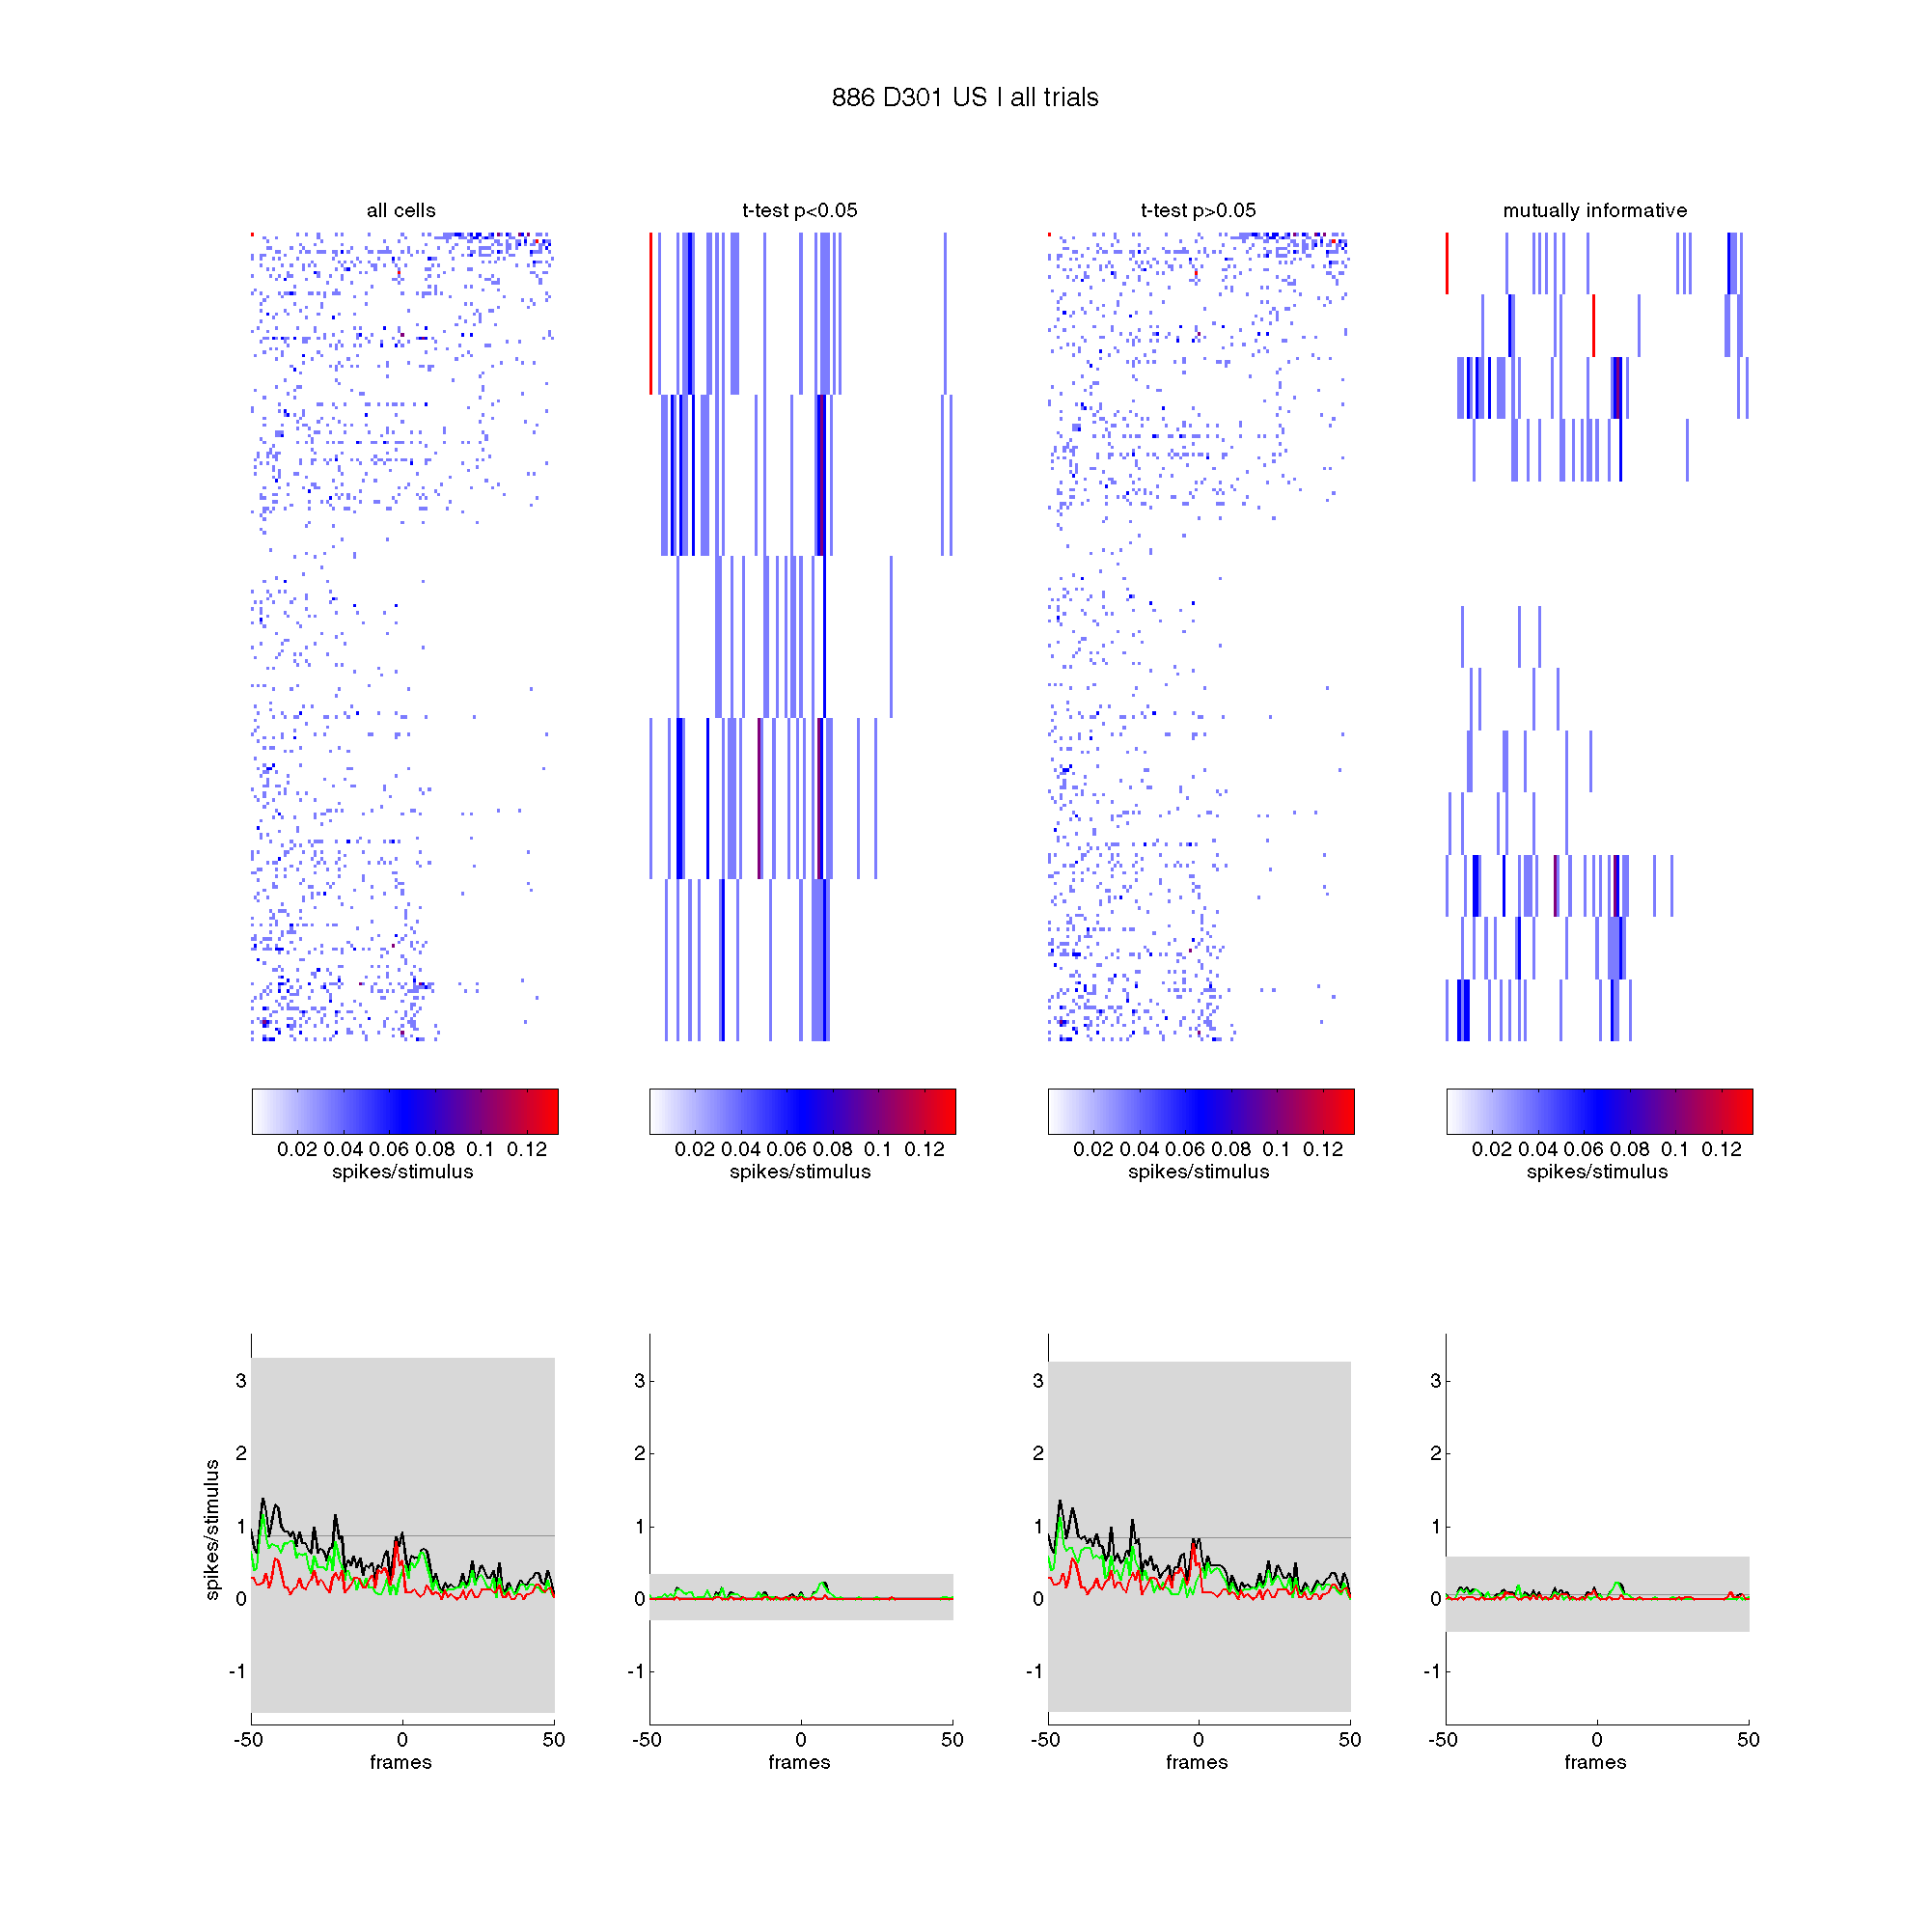 886 D301 US | all trials
all cells
t-test p<0.05
t-test p>0.05
mutually informative
0.02 0.04 0.06 0.08 0.1 0.12
spikes/stimulus
0.02 0.04 0.06 0.08 0.1 0.12
spikes/stimulus
0.02 0.04 0.06 0.08 0.1 0.12
spikes/stimulus
0.02 0.04 0.06 0.08 0.1 0.12
spikes/stimulus
spikes/stimulus
3
2
1
0
-1
-50 0 50
frames
3
2
1
0
-1
-50 0 50
frames
3
2
1
0
-1
-50 0 50
frames
3
2
1
0
-1
-50 0 50
frames